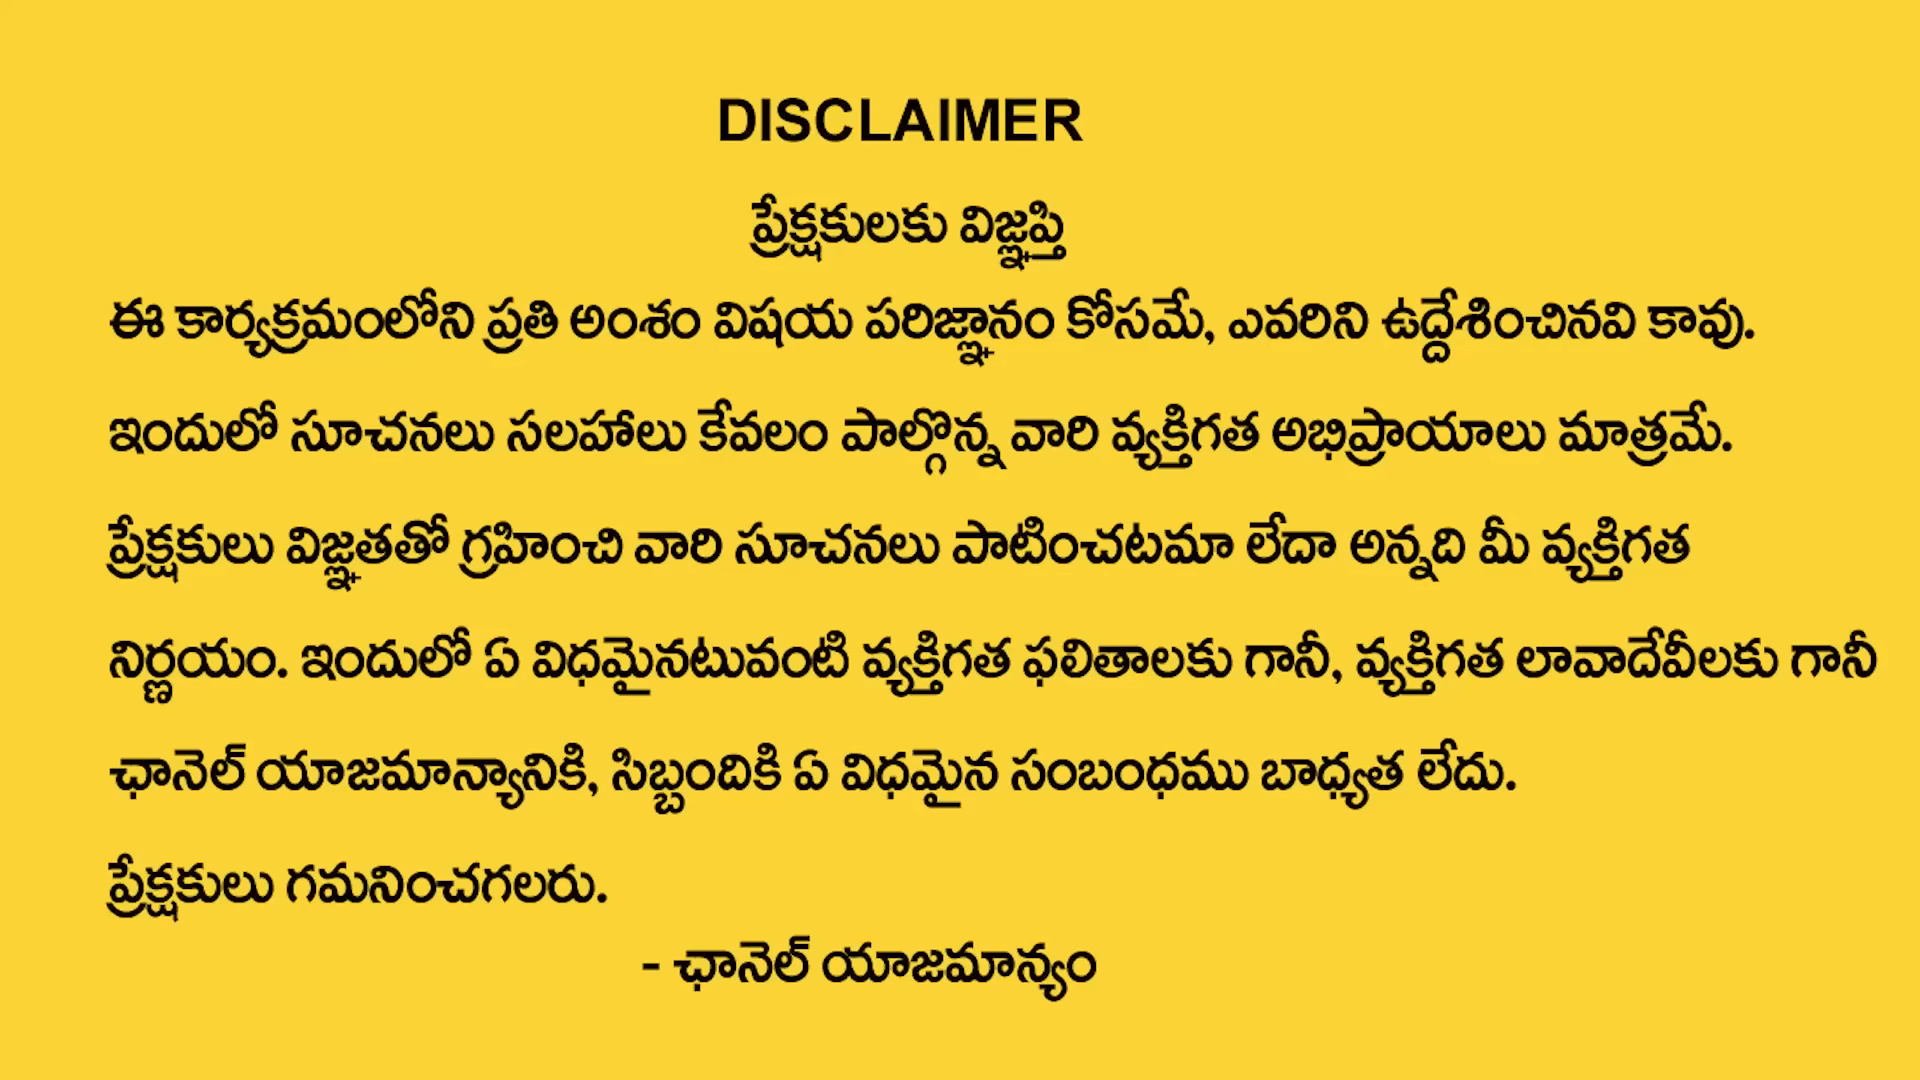 DISCLAIMER
ప్రేక్షకులకు విజ్ఞప్తి
ఈ కార్యక్రమంలోని ప్రతి అంశం విషయ పరిజ్ఞానం కోసమే, ఎవరిని ఉద్దేశించినవి కావు.
ఇందులో సూచనలు సలహాలు కేవలం పాల్గొన్న వారి వ్యక్తిగత అభిప్రాయాలు మాత్రమే.
ప్రేక్షకులు విజ్ఞతతో గ్రహించి వారి సూచనలు పాటించటమా లేదా అన్నది మీ వ్యక్తిగత
నిర్ణయం. ఇందులో ఏ విధమైనటువంటి వ్యక్తిగత ఫలితాలకు గానీ, వ్యక్తిగత లావాదేవీలకు గానీ
ఛానెల్ యాజమాన్యానికి, సిబ్బందికి ఏ విధమైన సంబంధము బాధ్యత లేదు.
ప్రేక్షకులు గమనించగలరు.
- ఛానెల్ యాజమాన్యం